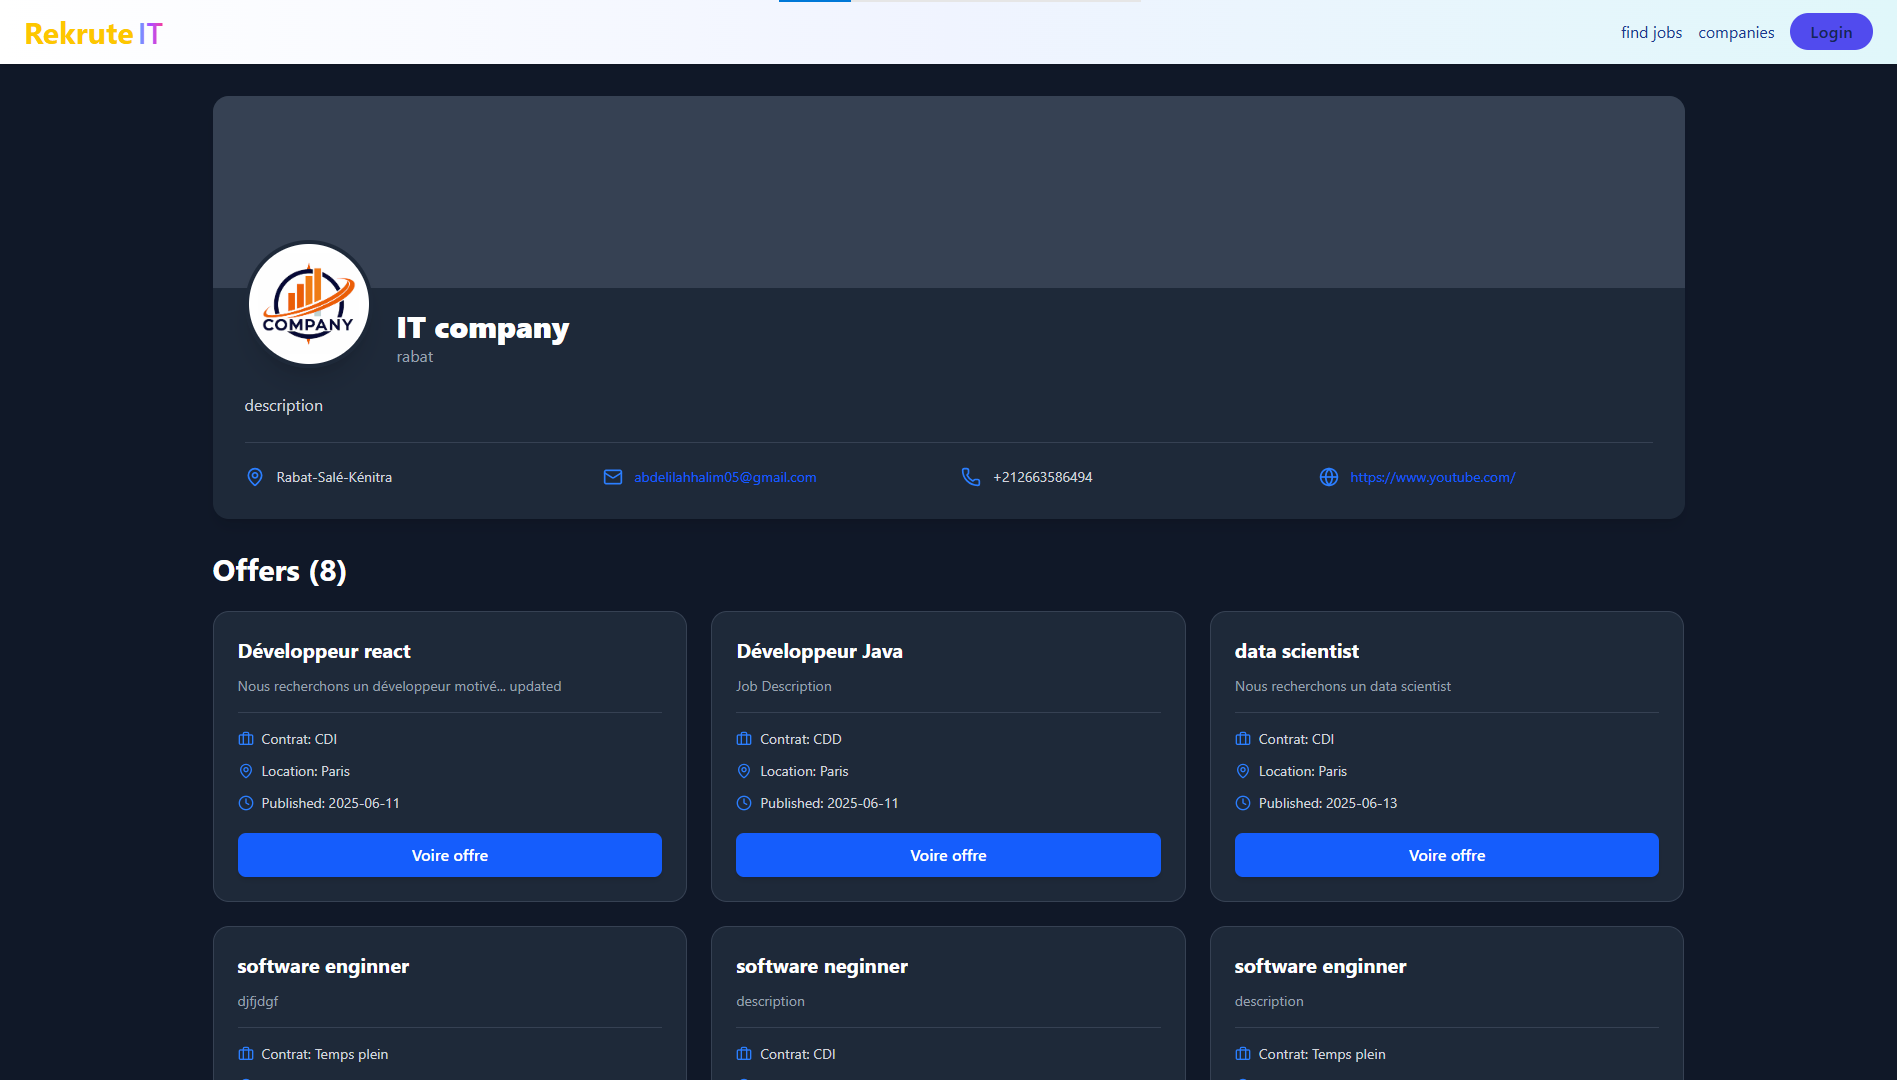 Rekrute IT
find jobs companies Login
COMPANY
IT company
rabat
description
Rabat-Salé-Kénitra
abdelilahhalim05@gmail.com
+212663586494
https://www.youtube.com/
Offers (8)
Développeur react
Nous recherchons un développeur motivé... updated
Contrat: CDI
Location: Paris
Published: 2025-06-11
Voire offre
Développeur Java
Job Description
Contrat: CDD
Location: Paris
Published: 2025-06-11
Voire offre
data scientist
Nous recherchons un data scientist
Contrat: CDI
Location: Paris
Published: 2025-06-13
Voire offre
software enginner
djfjdgf
Contrat: Temps plein
software neginner
description
Contrat: CDI
software enginner
description
Contrat: Temps plein